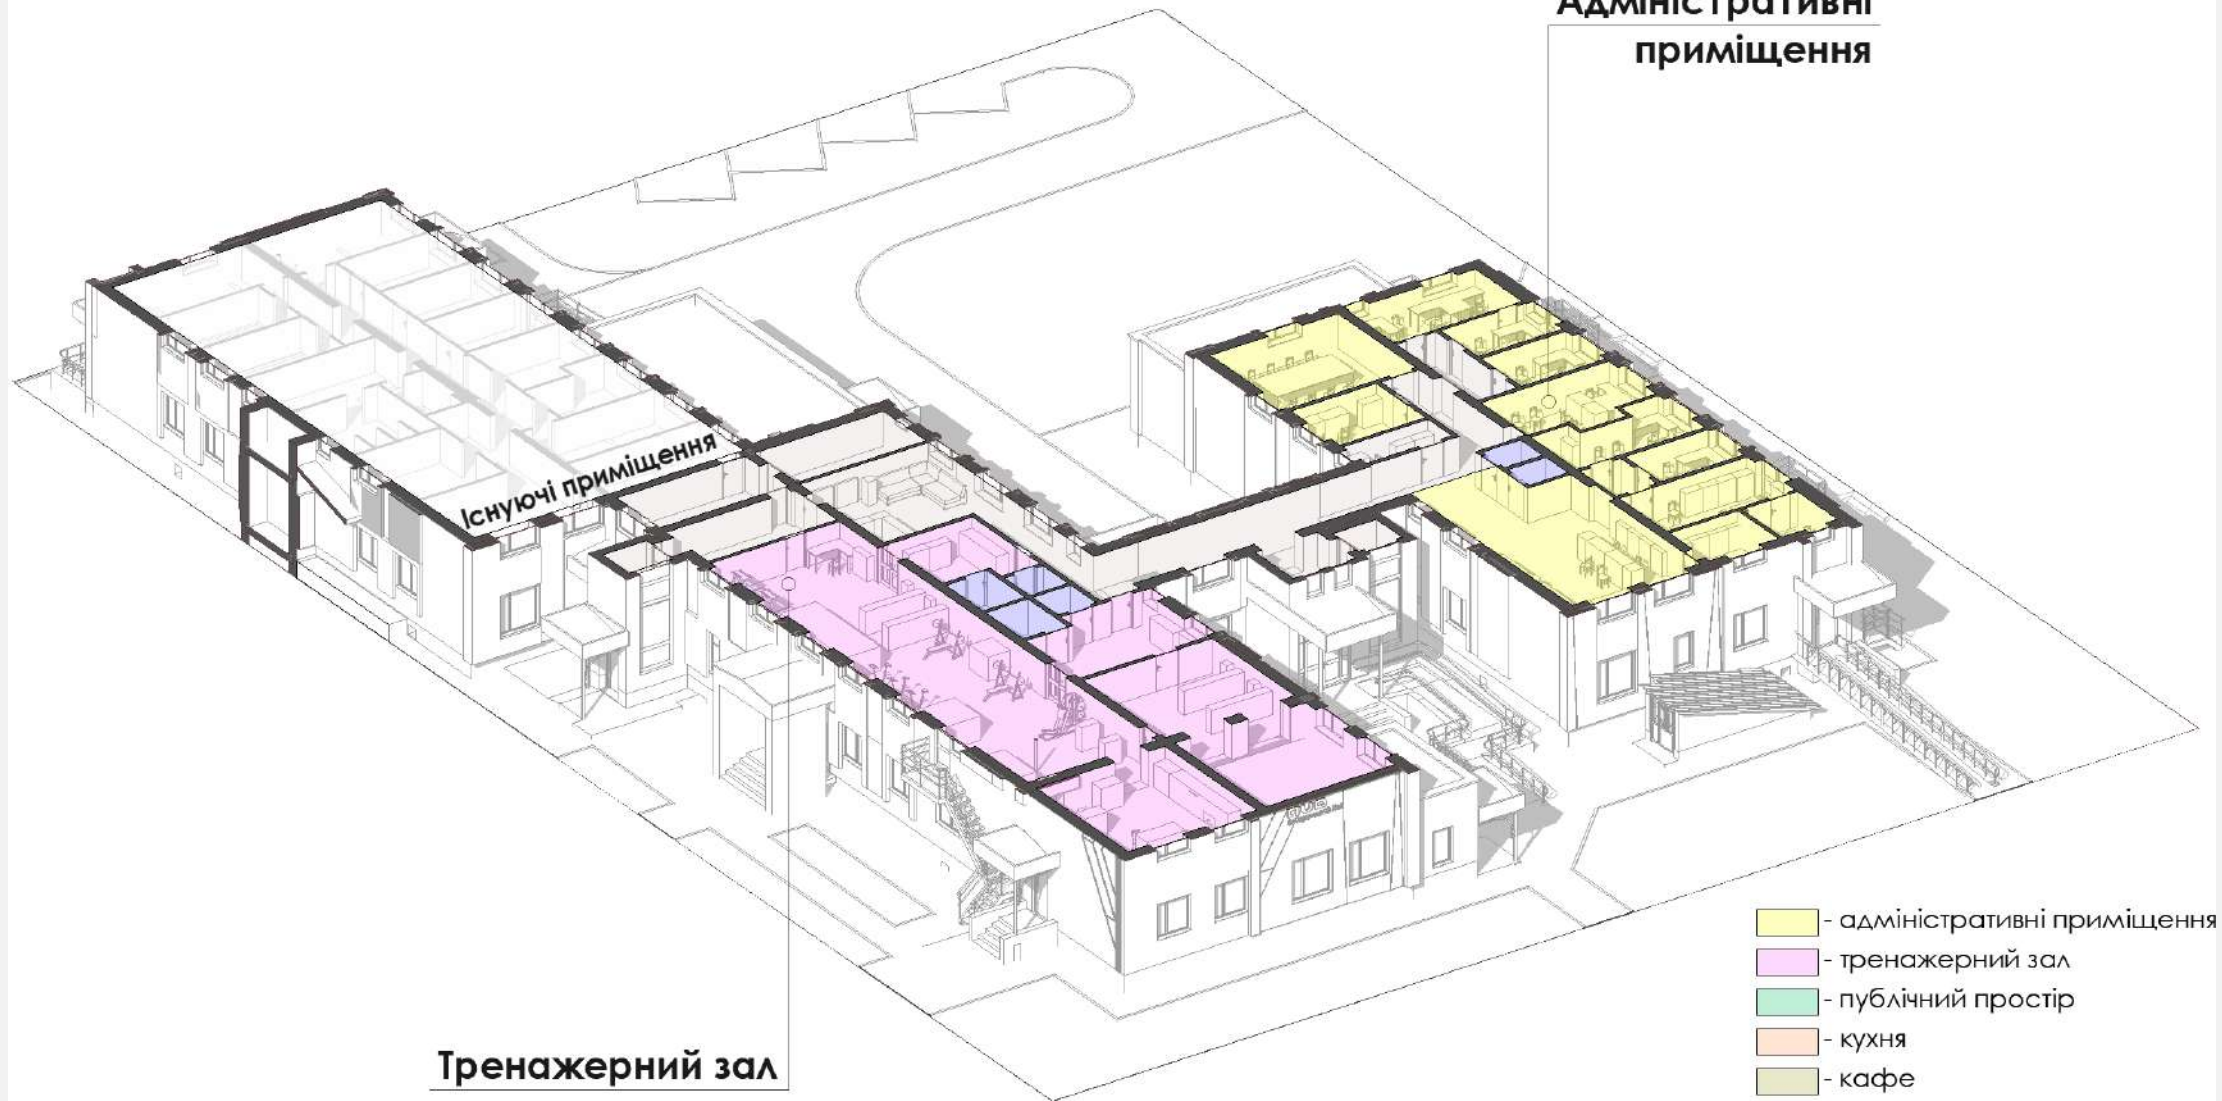 Адміністративні
приміщення
Існуючі приміщення
Тренажерний зал
- адміністративні приміщення
- тренажерний зал
- публічний простір
- кухня
- кафе